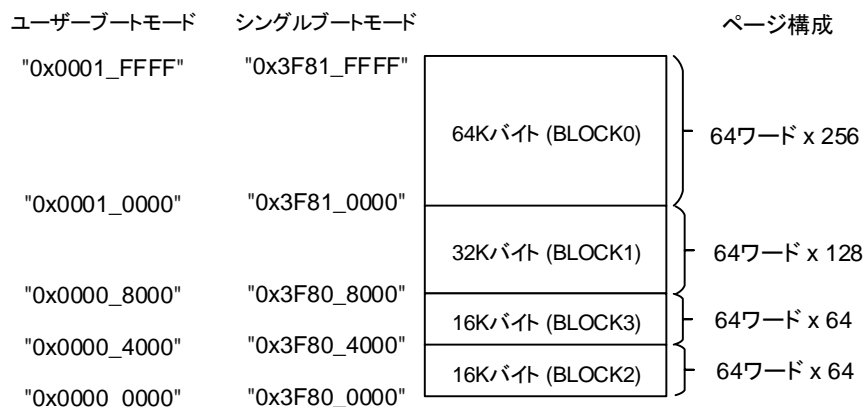 ユーザーブートモード シングルブートモード ページ構成
"0x0001_FFFF" "0x3F81_FFFF"
64Kバイト (BLOCK0) 64ワード x 256
"0x0001_0000" "0x3F81_0000"
32Kバイト (BLOCK1) 64ワード x 128
"0x0000_8000" "0x3F80_8000"
16Kバイト (BLOCK3) 64ワード x 64
"0x0000_4000" "0x3F80_4000"
16Kバイト (BLOCK2) 64ワード x 64
"0x0000_0000" "0x3F80_0000"